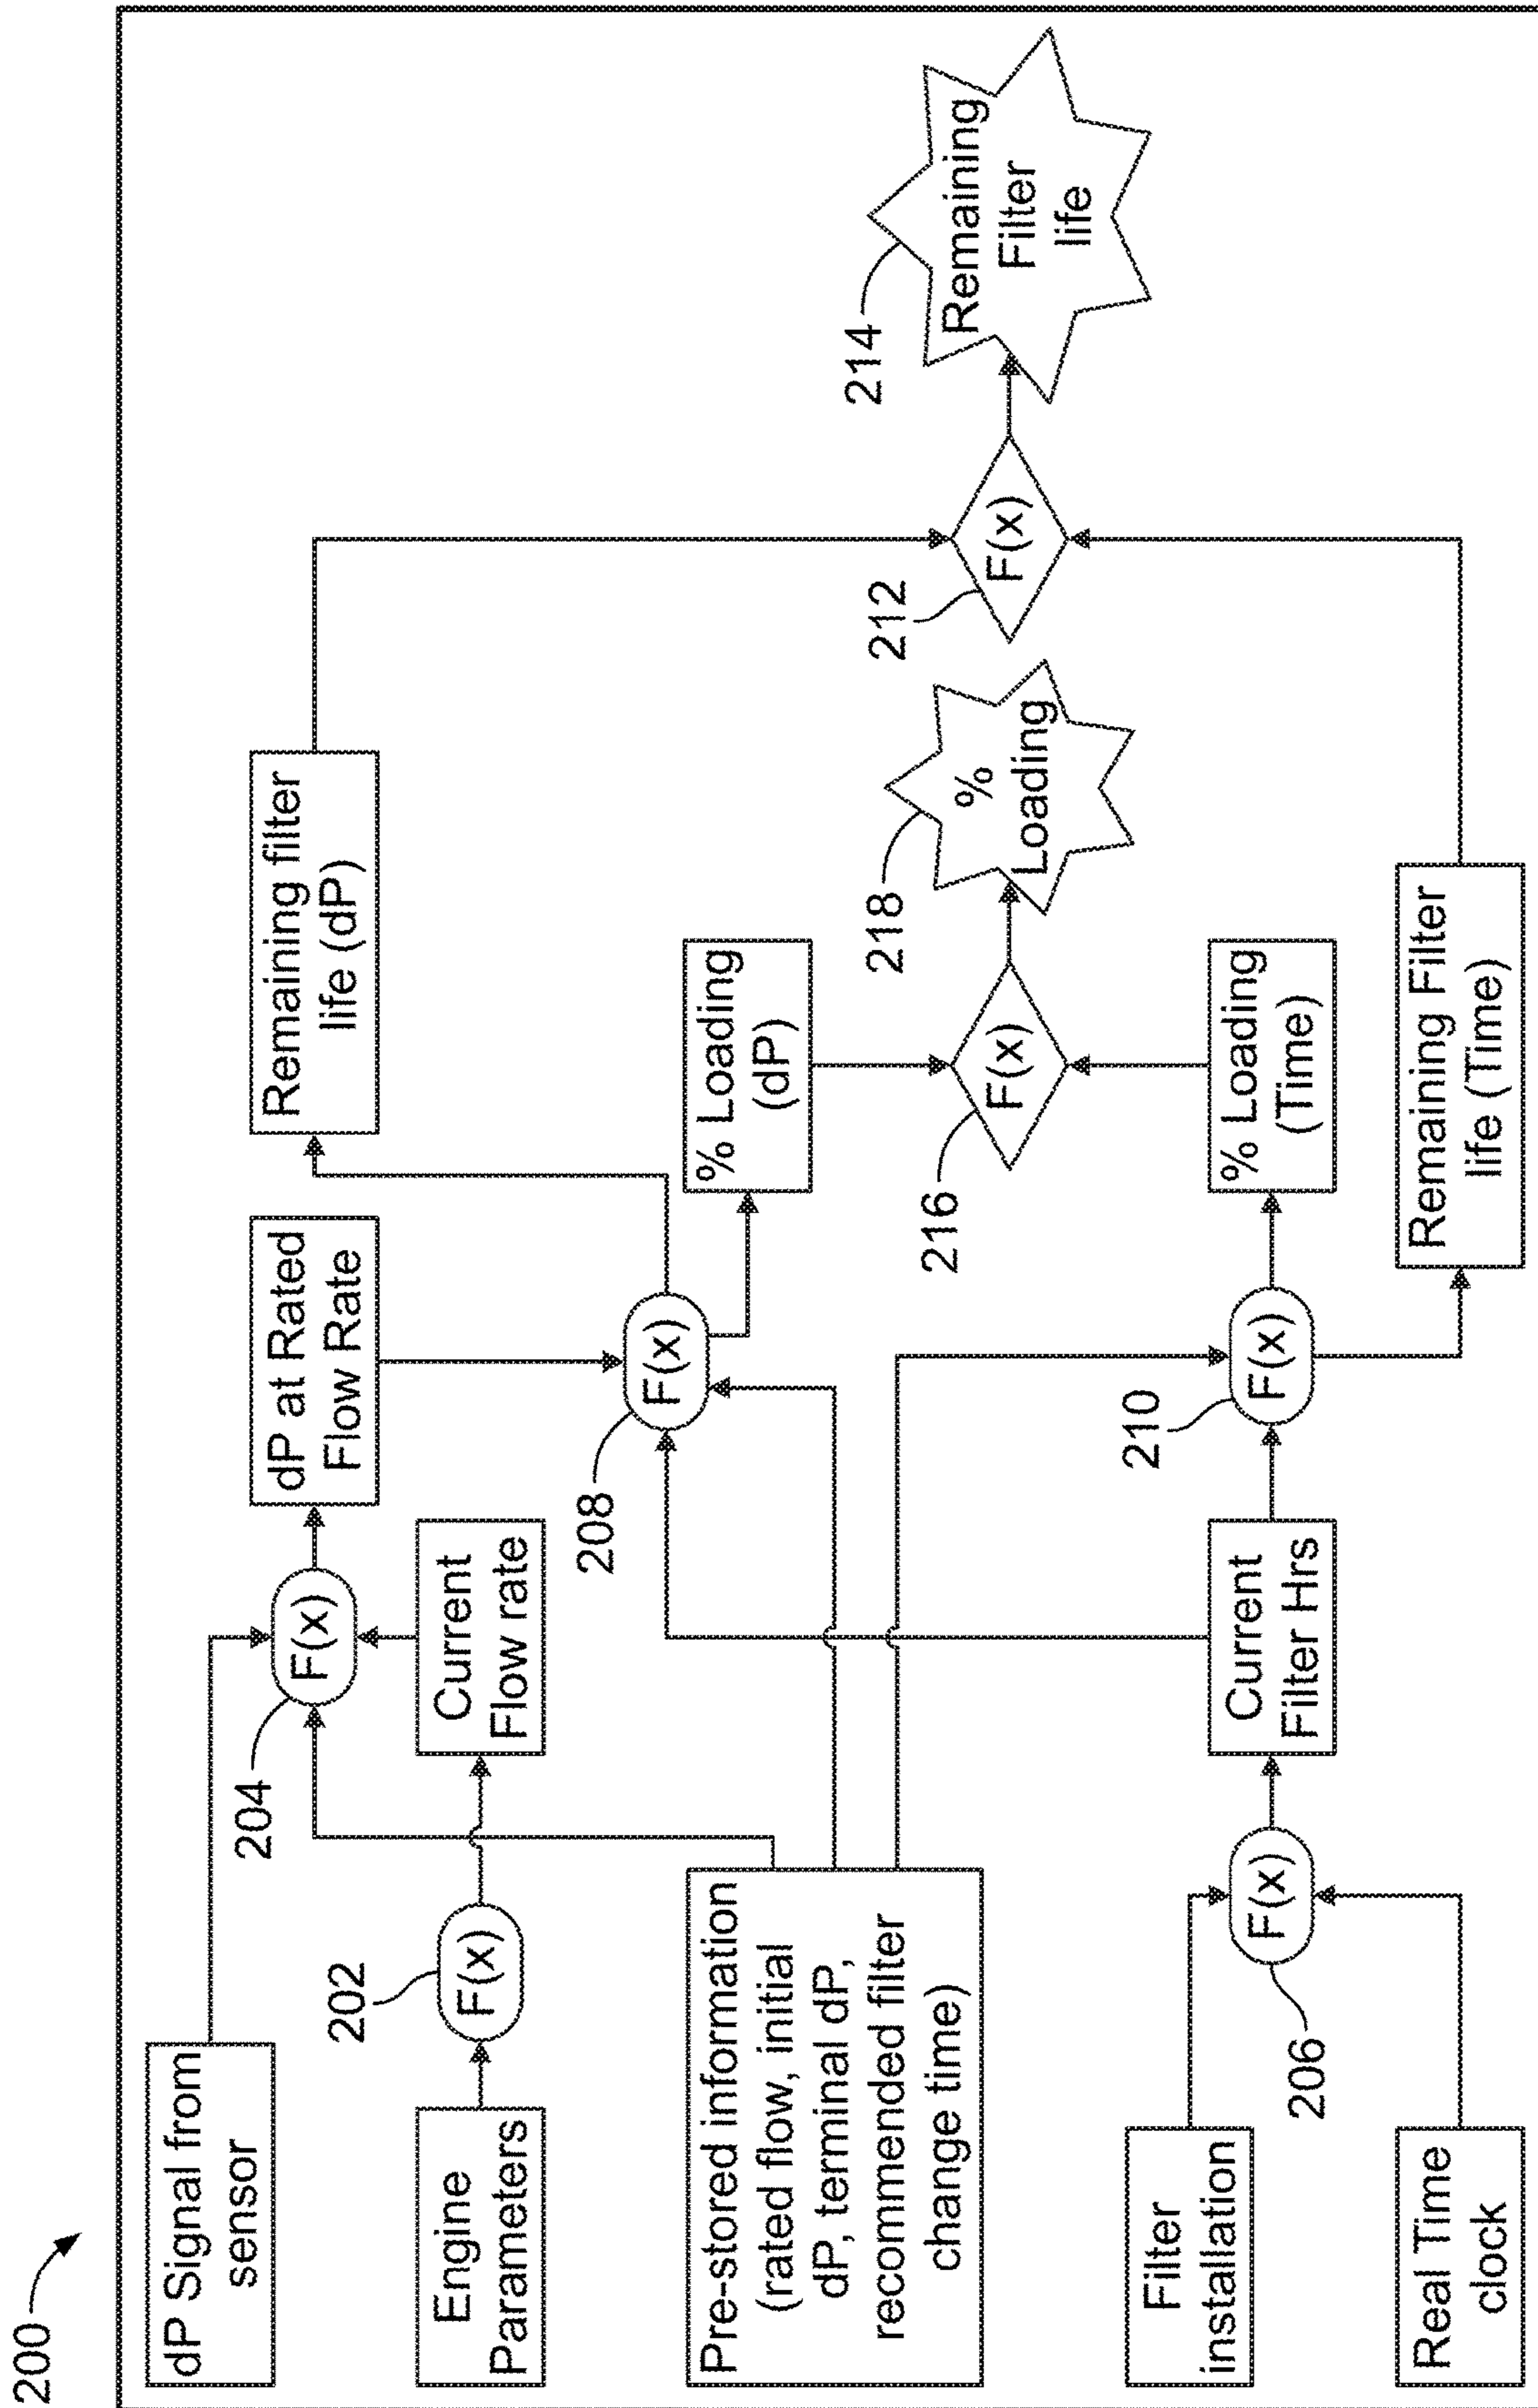 200
dP Signal from
sensor
Engine
Parameters
Pre-stored information
(rated flow, initial
dP, terminal dP,
recommended filter
change time)
Filter
installation
Real Time
clock
202
F(x)
204
F(x)
206
F(x)
Current
Flow rate
Current
Filter Hrs
dP at Rated
Flow Rate
208
F(x)
210
F(x)
Remaining filter
life (dP)
% Loading
(dP)
% Loading
(Time)
Remaining Filter
life (Time)
216
F(x)
218
%
Loading
212
F(x)
214
Remaining
Filter
life